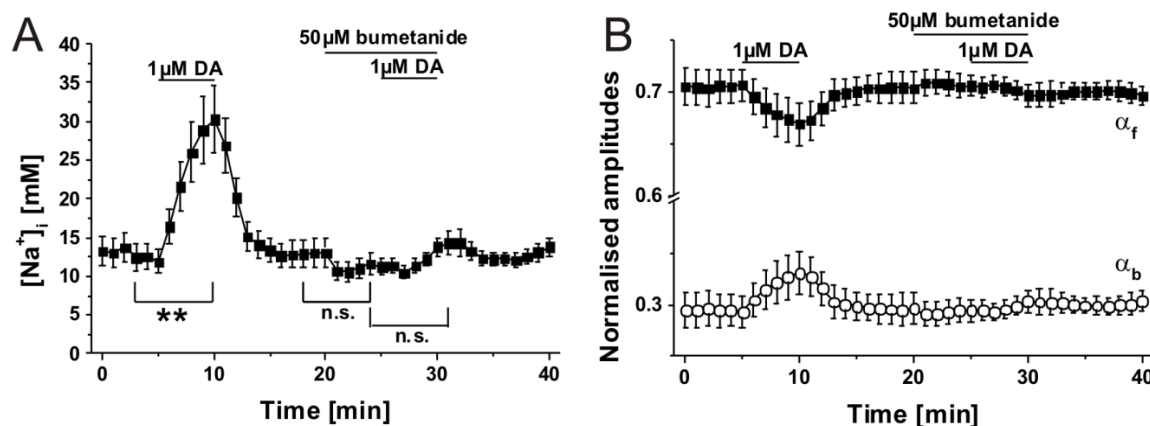 A
50μM bumetanide
1μM DA
1μM DA
[Na⁺]ᵢ [mM]
40
35
30
25
20
15
10
5
0
**
n.s.
n.s.
0
10
20
30
40
Time [min]
B
50μM bumetanide
1μM DA
1μM DA
Normalised amplitudes
0.7
0.6
0.3
αf
αb
0
10
20
30
40
Time [min]